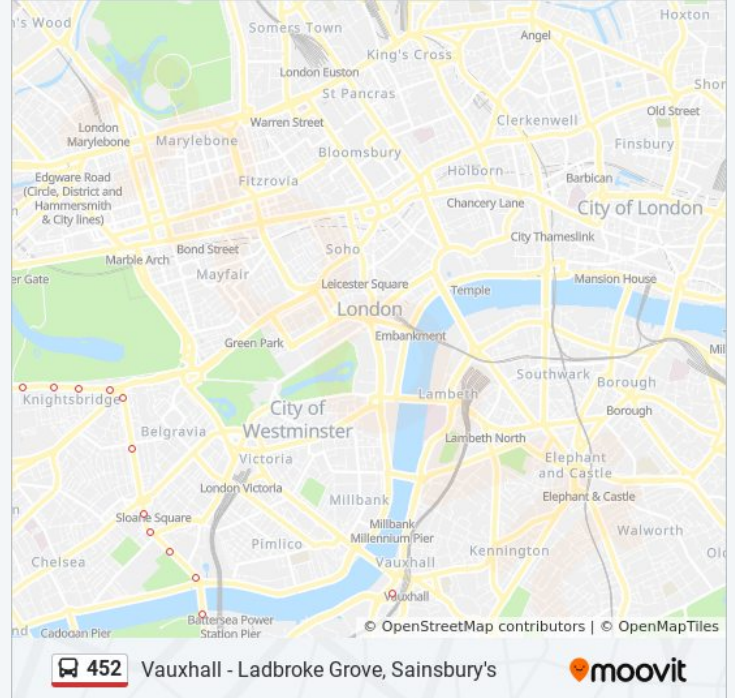 's Wood
Somers Town
Hoxton
Angel
King's Cross
London Euston
St Pancras
Shor
Old Street
London
Marylebone
Warren Street
Clerkenwell
Marylebone
Finsbury
Bloomsbury
Holborn
Edgware Road
(Circle, District and
Hammersmith
& City lines)
Fitzrovia
Barbican
Chancery Lane
City of London
City Thameslink
Bond Street
Soho
Marble Arch
Mayfair
er Gate
Leicester Square
Mansion House
Temple
London
Embankment
Green Park
Mil
Southwark
Borough
Knightsbridge
Lambeth
City of
Westminster
Borough
Belgravia
Lambeth North
Victoria
Elephant
and Castle
London Victoria
Elephant & Castle
Millbank
Sloane Square
Millbank
Millennium Pier
Walworth
Pimlico
Kennington
Chelsea
Vauxhall
Vauxhall
Battersea Power
Station Pier
Cadogan Pier
© OpenStreetMap contributors | © OpenMapTiles
452 Vauxhall - Ladbroke Grove, Sainsbury's
moovit